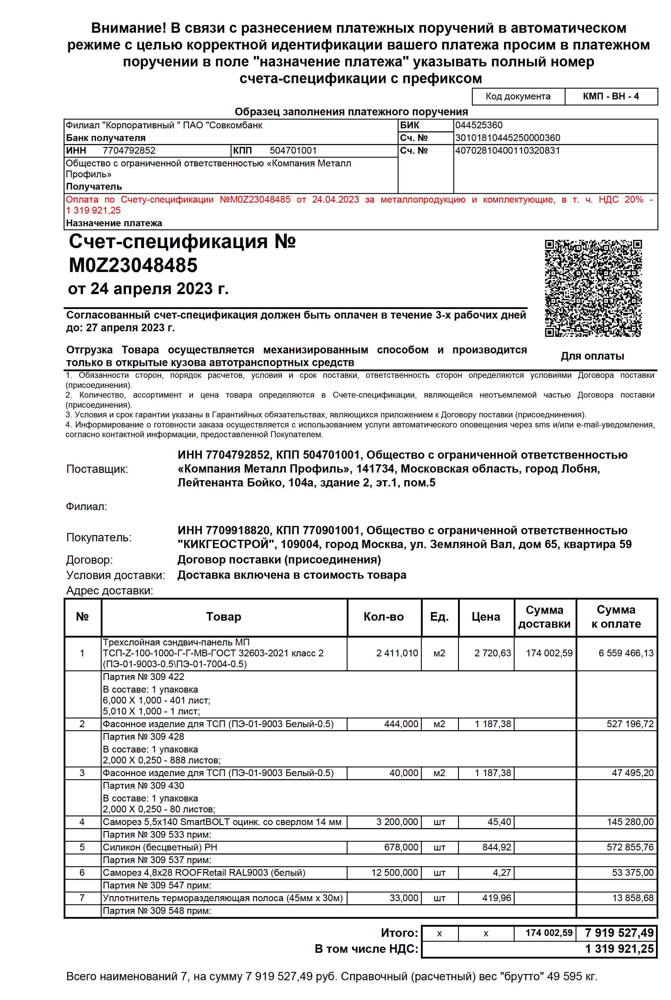 Внимание! В связи с разнесением платежных поручений в автоматическом
режиме с целью корректной идентификации вашего платежа просим в платежном
поручении в поле "назначение платежа" указывать полный номер
счета-спецификации с префиксом
Код документа КМП - ВН - 4
Образец заполнения платежного поручения
Филиал "Корпоративный " ПАО "Совкомбанк БИК 044525360
Банк получателя Сч. № 30101810445250000360
ИНН 7704792852 КПП 504701001 Сч. № 40702810400110320831
Общество с ограниченной ответственностью «Компания Металл
Профиль»
Получатель
Оплата по Счету-спецификации №M0Z23048485 от 24.04.2023 за металлопродукцию и комплектующие, в т. ч. НДС 20% -
1 319 921,25
Назначение платежа
Счет-спецификация №
M0Z23048485
от 24 апреля 2023 г.
Согласованный счет-спецификация должен быть оплачен в течение 3-х рабочих дней
до: 27 апреля 2023 г.
Отгрузка Товара осуществляется механизированным способом и производится
только в открытые кузова автотранспортных средств
Для оплаты
1. Обязанности сторон, порядок расчетов, условия и срок поставки, ответственность сторон определяются условиями Договора поставки
(присоединения).
2. Количество, ассортимент и цена товара определяются в Счете-спецификации, являющейся неотъемлемой частью Договора поставки
(присоединения).
3. Условия и срок гарантии указаны в Гарантийных обязательствах, являющихся приложением к Договору поставки (присоеднинения).
4. Информирование о готовности заказа осуществляется с использованием услуги автоматического оповещения через sms и/или e-mail-уведомления,
согласно контактной информации, предоставленной Покупателем.
Поставщик: ИНН 7704792852, КПП 504701001, Общество с ограниченной ответственностью
«Компания Металл Профиль», 141734, Московская область, город Лобня,
Лейтенанта Бойко, 104а, здание 2, эт.1, пом.5
Филиал:
Покупатель: ИНН 7709918820, КПП 770901001, Общество с ограниченной ответственностью
"КИКГЕОСТРОЙ", 109004, город Москва, ул. Земляной Вал, дом 65, квартира 59
Договор: Договор поставки (присоединения)
Условия доставки: Доставка включена в стоимость товара
Адрес доставки:
№ Товар Кол-во Ед. Цена Сумма доставки Сумма к оплате
Трехслойная сэндвич-панель МП
1 ТСП-Z-100-1000-Г-Г-МВ-ГОСТ 32603-2021 класс 2 2 411,010 м2 2 720,63 174 002,59 6 559 466,13
(ПЭ-01-9003-0.5\ПЭ-01-7004-0.5)
Партия № 309 422
В составе: 1 упаковка
6,000 X 1,000 - 401 лист;
5,010 X 1,000 - 1 лист;
2 Фасонное изделие для ТСП (ПЭ-01-9003 Белый-0.5) 444,000 м2 1 187,38 527 196,72
Партия № 309 428
В составе: 1 упаковка
2,000 X 0,250 - 888 листов;
3 Фасонное изделие для ТСП (ПЭ-01-9003 Белый-0.5) 40,000 м2 1 187,38 47 495,20
Партия № 309 430
В составе: 1 упаковка
2,000 X 0,250 - 80 листов;
4 Саморез 5,5х140 SmartBOLT оцинк. со сверлом 14 мм 3 200,000 шт 45,40 145 280,00
Партия № 309 533 прим:
5 Силикон (бесцветный) PH 678,000 шт 844,92 572 855,76
Партия № 309 537 прим:
6 Саморез 4,8х28 ROOFRetail RAL9003 (белый) 12 500,000 шт 4,27 53 375,00
Партия № 309 547 прим:
7 Уплотнитель терморазделяющая полоса (45мм х 30м) 33,000 шт 419,96 13 858,68
Партия № 309 548 прим:
Итого: х х 174 002,59 7 919 527,49
В том числе НДС: 1 319 921,25
Всего наименований 7, на сумму 7 919 527,49 руб. Справочный (расчетный) вес "брутто" 49 595 кг.